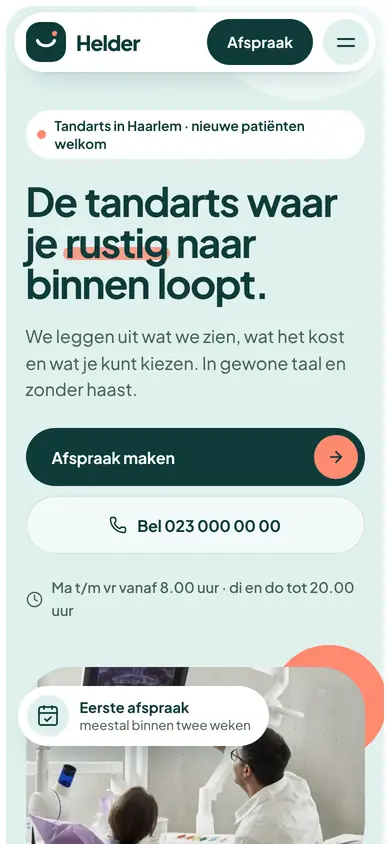 Helder
Afspraak
Tandarts in Haarlem · nieuwe patiënten
welkom
De tandarts waar
je rustig naar
binnen loopt.
We leggen uit wat we zien, wat het kost
en wat je kunt kiezen. In gewone taal en
zonder haast.
Afspraak maken
Bel 023 000 00 00
Ma t/m vr vanaf 8.00 uur · di en do tot 20.00
uur
Eerste afspraak
meestal binnen twee weken